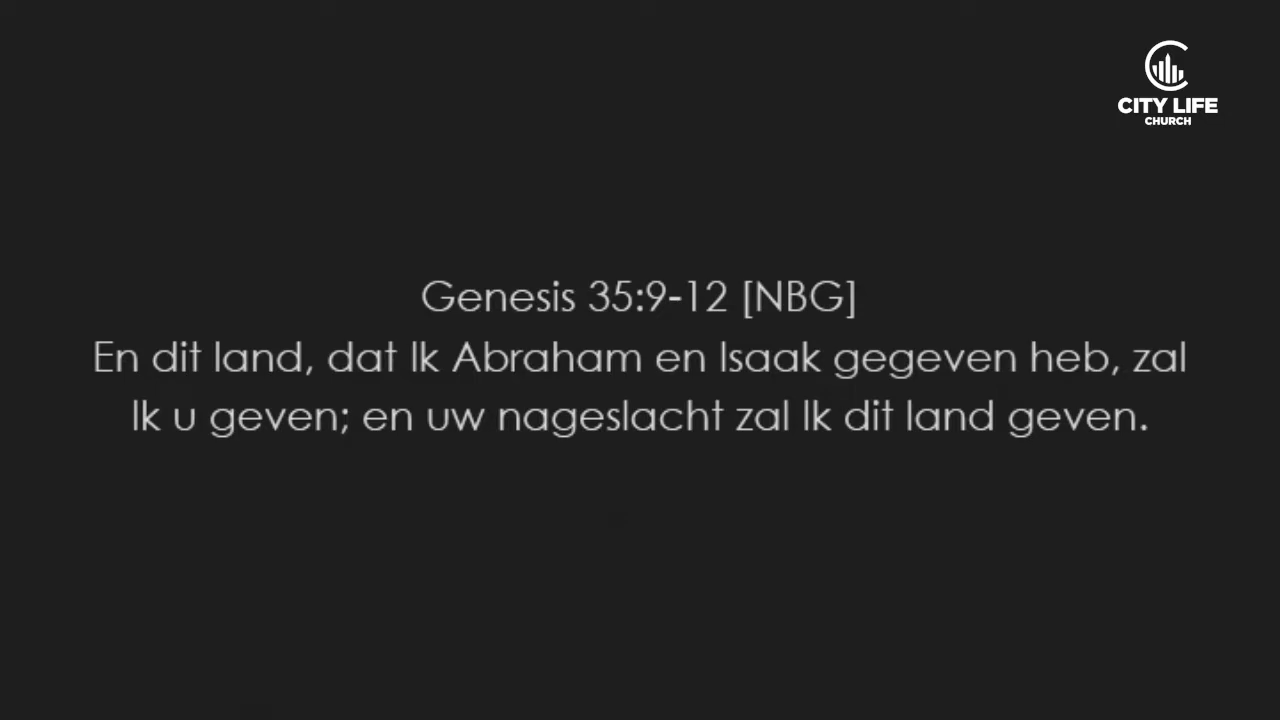 CITY LIFE
CHURCH
Genesis 35:9-12 [NBG]
En dit land, dat Ik Abraham en Isaak gegeven heb, zal
Ik u geven; en uw nageslacht zal Ik dit land geven.